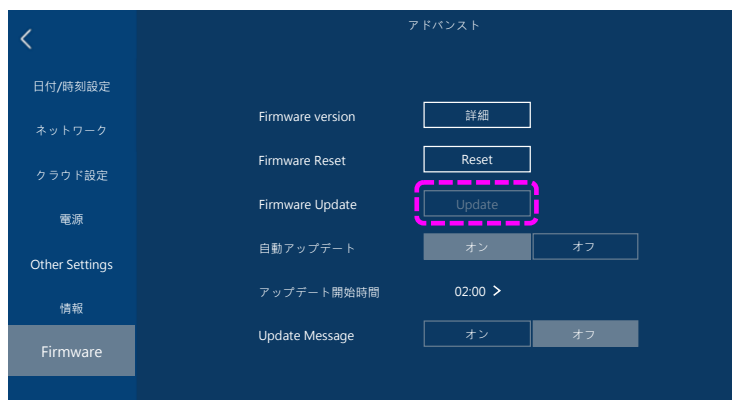 アドバンスト
日付/時刻設定
ネットワーク
クラウド設定
電源
Other Settings
情報
Firmware
Firmware version 詳細
Firmware Reset Reset
Firmware Update Update
自動アップデート オン オフ
アップデート開始時間 02:00 >
Update Message オン オフ